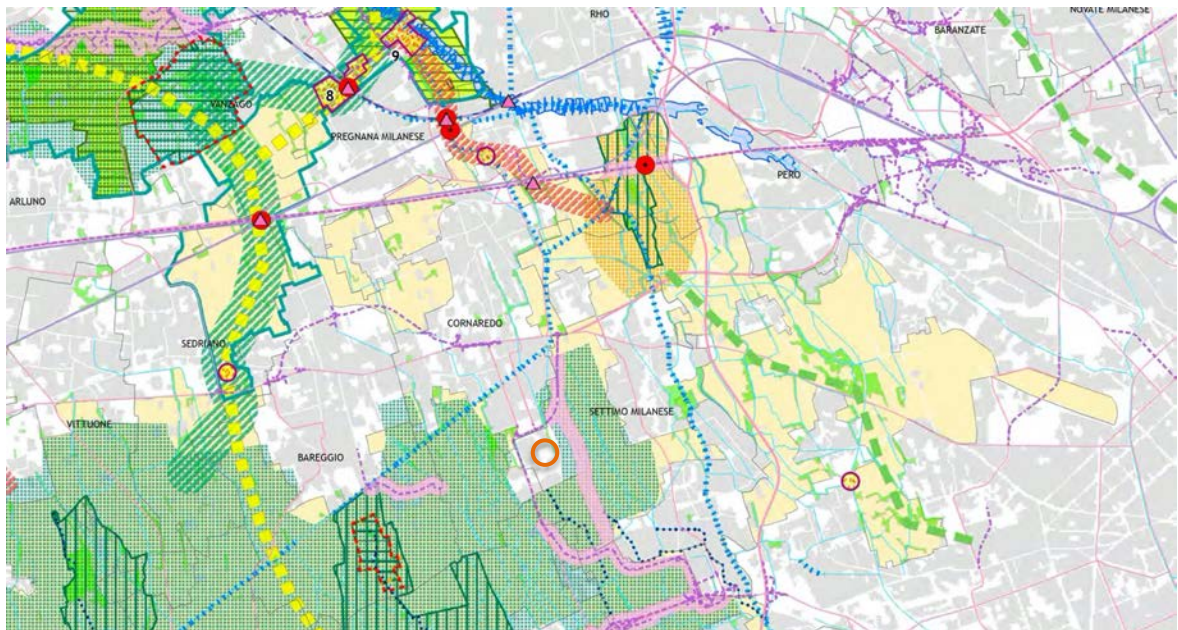 RHO
NOVATE MILANESE
BARANZATE
9
8
VANZAGO
PREGNANA MILANESE
PERO
ARLUNO
CORNAREDO
SEDRIANO
SETTIMO MILANESE
VITTUONE
BAREGGIO